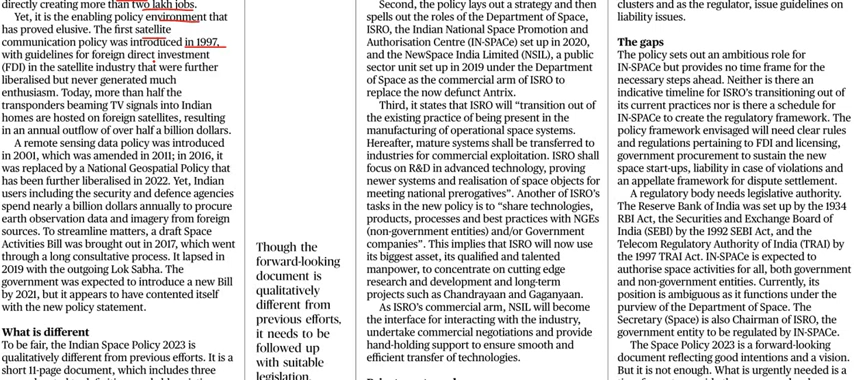 directly creating more than two lakh jobs.
Yet, it is the enabling policy environment that
has proved elusive. The first satellite
communication policy was introduced in 1997,
with guidelines for foreign direct investment
(FDI) in the satellite industry that were further
liberalised but never generated much
enthusiasm. Today, more than half the
transponders beaming TV signals into Indian
homes are hosted on foreign satellites, resulting
in an annual outflow of over half a billion dollars.
A remote sensing data policy was introduced
in 2001, which was amended in 2011; in 2016, it
was replaced by a National Geospatial Policy that
has been further liberalised in 2022. Yet, Indian
users including the security and defence agencies
spend nearly a billion dollars annually to procure
earth observation data and imagery from foreign
sources. To streamline matters, a draft Space
Activities Bill was brought out in 2017, which went
through a long consultative process. It lapsed in
2019 with the outgoing Lok Sabha. The
government was expected to introduce a new Bill
by 2021, but it appears to have contented itself
with the new policy statement.
What is different
To be fair, the Indian Space Policy 2023 is
qualitatively different from previous efforts. It is a
short 11-page document, which includes three
Though the
forward-looking
document is
qualitatively
different from
previous efforts,
it needs to be
followed up
with suitable
legislation,
Second, the policy lays out a strategy and then
spells out the roles of the Department of Space,
ISRO, the Indian National Space Promotion and
Authorisation Centre (IN-SPACe) set up in 2020,
and the NewSpace India Limited (NSIL), a public
sector unit set up in 2019 under the Department
of Space as the commercial arm of ISRO to
replace the now defunct Antrix.
Third, it states that ISRO will “transition out of
the existing practice of being present in the
manufacturing of operational space systems.
Hereafter, mature systems shall be transferred to
industries for commercial exploitation. ISRO shall
focus on R&D in advanced technology, proving
newer systems and realisation of space objects for
meeting national prerogatives”. Another of ISRO’s
tasks in the new policy is to “share technologies,
products, processes and best practices with NGEs
(non-government entities) and/or Government
companies”. This implies that ISRO will now use
its biggest asset, its qualified and talented
manpower, to concentrate on cutting edge
research and development and long-term
projects such as Chandrayaan and Gaganyaan.
As ISRO’s commercial arm, NSIL will become
the interface for interacting with the industry,
undertake commercial negotiations and provide
hand-holding support to ensure smooth and
efficient transfer of technologies.
clusters and as the regulator, issue guidelines on
liability issues.
The gaps
The policy sets out an ambitious role for
IN-SPACe but provides no time frame for the
necessary steps ahead. Neither is there an
indicative timeline for ISRO’s transitioning out of
its current practices nor is there a schedule for
IN-SPACe to create the regulatory framework. The
policy framework envisaged will need clear rules
and regulations pertaining to FDI and licensing,
government procurement to sustain the new
space start-ups, liability in case of violations and
an appellate framework for dispute settlement.
A regulatory body needs legislative authority.
The Reserve Bank of India was set up by the 1934
RBI Act, the Securities and Exchange Board of
India (SEBI) by the 1992 SEBI Act, and the
Telecom Regulatory Authority of India (TRAI) by
the 1997 TRAI Act. IN-SPACe is expected to
authorise space activities for all, both government
and non-government entities. Currently, its
position is ambiguous as it functions under the
purview of the Department of Space. The
Secretary (Space) is also Chairman of ISRO, the
government entity to be regulated by IN-SPACe.
The Space Policy 2023 is a forward-looking
document reflecting good intentions and a vision.
But it is not enough. What is urgently needed is a